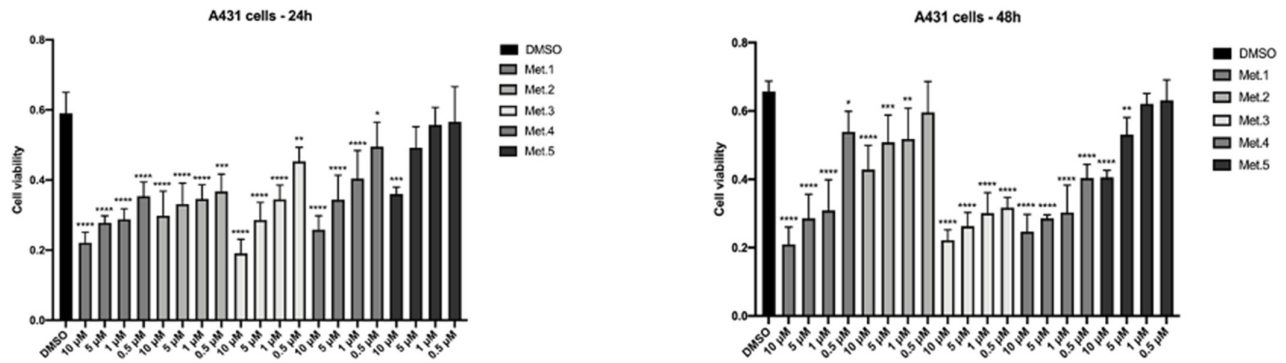 A431 cells - 24h
Cell viability
0.8
0.6
0.4
0.2
0.0
**** **** **** **** **** **** **** *** **** **** **** ** **** **** **** * ***
DMSO 10 µM 5 µM 1 µM 0.5 µM 10 µM 5 µM 1 µM 0.5 µM 10 µM 5 µM 1 µM 0.5 µM 10 µM 5 µM 1 µM 0.5 µM 10 µM 5 µM 1 µM 0.5 µM
DMSO
Met.1
Met.2
Met.3
Met.4
Met.5
A431 cells - 48h
Cell viability
0.8
0.6
0.4
0.2
0.0
**** **** **** * **** *** ** **** **** **** **** **** **** **** **** **** **
DMSO 10 µM 5 µM 1 µM 0.5 µM 10 µM 5 µM 1 µM 0.5 µM 10 µM 5 µM 1 µM 0.5 µM 10 µM 5 µM 1 µM 0.5 µM 10 µM 5 µM 1 µM 0.5 µM
DMSO
Met.1
Met.2
Met.3
Met.4
Met.5